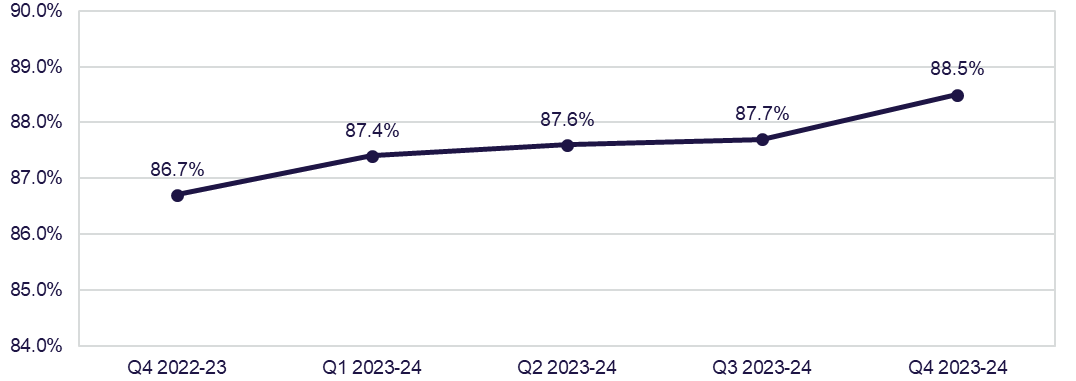 90.0%
89.0%
88.0%
87.0%
86.0%
85.0%
84.0%
86.7%
87.4%
87.6%
87.7%
88.5%
Q4 2022-23
Q1 2023-24
Q2 2023-24
Q3 2023-24
Q4 2023-24